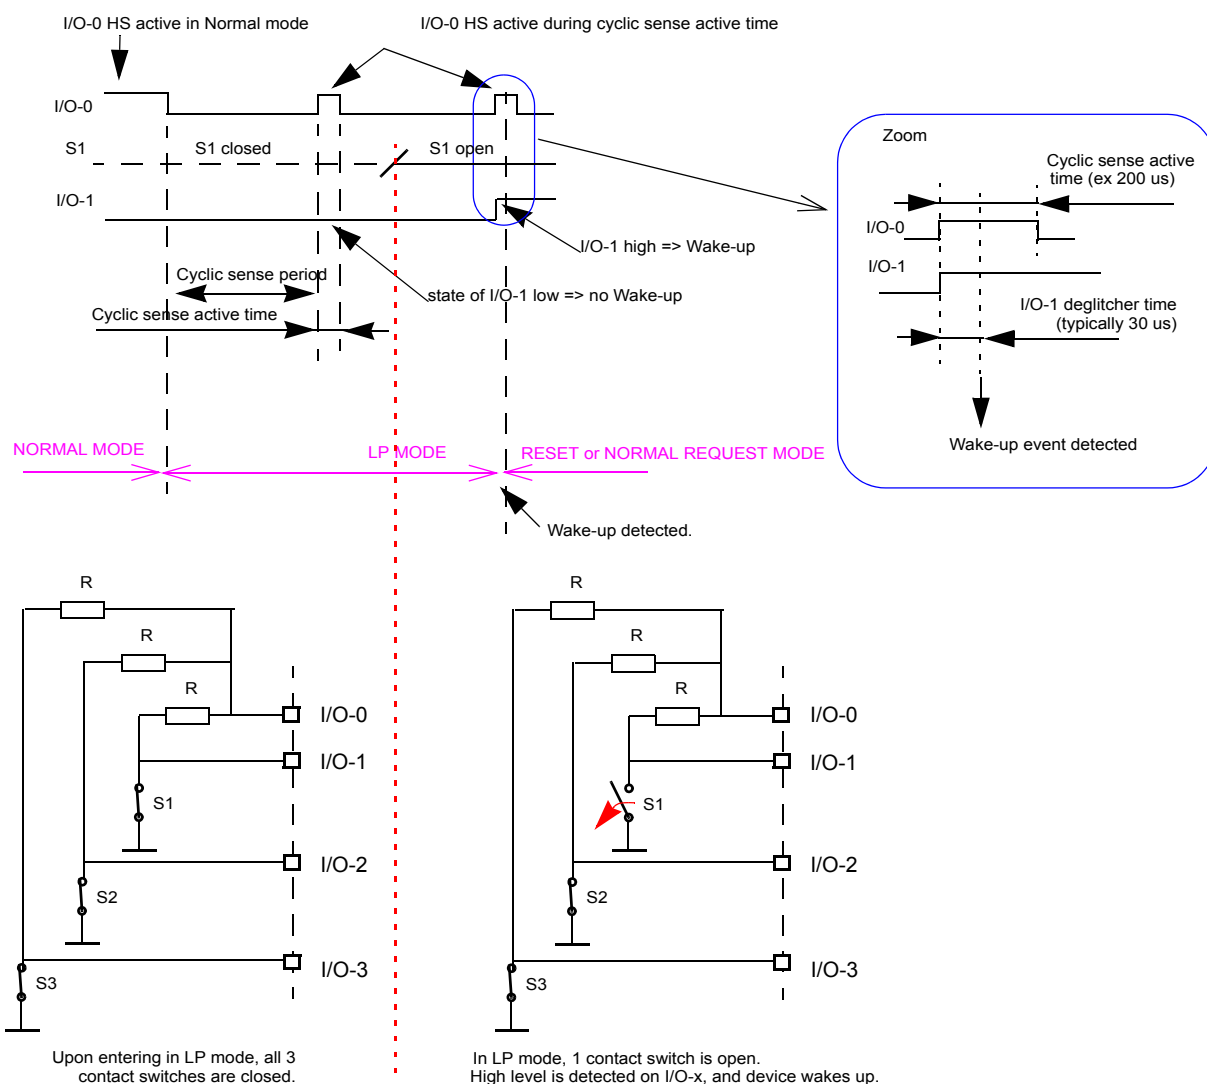 I/O-0 HS active in Normal mode
I/O-0 HS active during cyclic sense active time
I/O-0
S1
S1 closed
S1 open
I/O-1
I/O-1 high => Wake-up
Cyclic sense period
state of I/O-1 low => no Wake-up
Cyclic sense active time
Zoom
Cyclic sense active
time (ex 200 us)
I/O-0
I/O-1
I/O-1 deglitcher time
(typically 30 us)
Wake-up event detected
NORMAL MODE
LP MODE
RESET or NORMAL REQUEST MODE
Wake-up detected.
R
R
R
I/O-0
I/O-1
S1
I/O-2
S2
I/O-3
S3
Upon entering in LP mode, all 3
contact switches are closed.
R
R
R
I/O-0
I/O-1
S1
I/O-2
S2
I/O-3
S3
In LP mode, 1 contact switch is open.
High level is detected on I/O-x, and device wakes up.